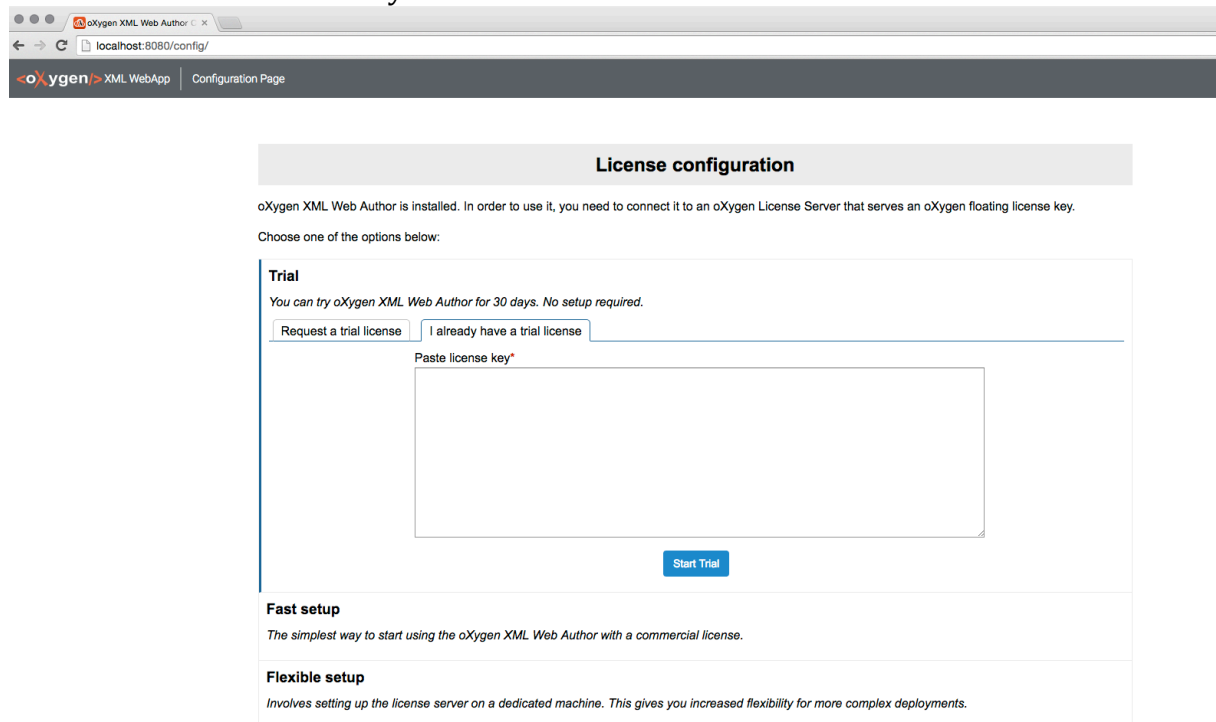 oXygen XML Web Author C
localhost:8080/config/
<oXygen/> XML WebApp
Configuration Page
License configuration
oXygen XML Web Author is installed. In order to use it, you need to connect it to an oXygen License Server that serves an oXygen floating license key.
Choose one of the options below:
Trial
You can try oXygen XML Web Author for 30 days. No setup required.
Request a trial license
I already have a trial license
Paste license key*
Start Trial
Fast setup
The simplest way to start using the oXygen XML Web Author with a commercial license.
Flexible setup
Involves setting up the license server on a dedicated machine. This gives you increased flexibility for more complex deployments.